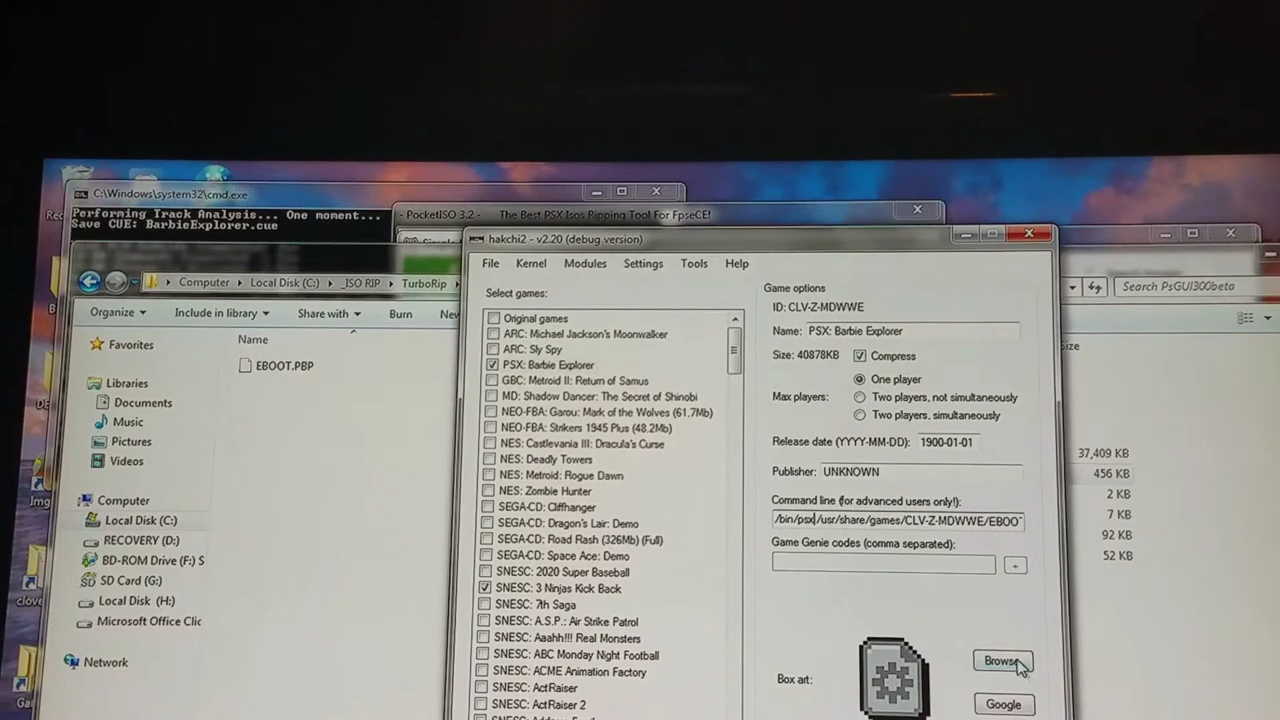 C:\Windows\system32\cmd.exe
Performing Track Analysis... One moment...
Save CUE: BarbieExplorer.cue
- PocketISO 3.2 - The Best PSX Isos Ripping Tool For FpseCE!
hakchi2 - v2.20 (debug version)
File Kernel Modules Settings Tools Help
Computer Local Disk (C:) _ISO RIP TurboRip
Search PsGUI300beta
Organize Include in library Share with Burn
Name
EBOOT.PBP
Favorites
Libraries
Documents
Music
Pictures
Videos
Computer
Local Disk (C:)
RECOVERY (D:)
BD-ROM Drive (F:) S
SD Card (G:)
Local Disk (H:)
Microsoft Office Clic
Network
Select games:
Original games
ARC: Michael Jackson's Moonwalker
ARC: Sly Spy
PSX: Barbie Explorer
GBC: Metroid II: Return of Samus
MD: Shadow Dancer: The Secret of Shinobi
NEO-FBA: Garou: Mark of the Wolves (61.7Mb)
NEO-FBA: Strikers 1945 Plus (48.2Mb)
NES: Castlevania III: Dracula's Curse
NES: Deadly Towers
NES: Metroid: Rogue Dawn
NES: Zombie Hunter
SEGA-CD: Cliffhanger
SEGA-CD: Dragon's Lair: Demo
SEGA-CD: Road Rash (326Mb) (Full)
SEGA-CD: Space Ace: Demo
SNESC: 2020 Super Baseball
SNESC: 3 Ninjas Kick Back
SNESC: 7th Saga
SNESC: A.S.P.: Air Strike Patrol
SNESC: Aaahh!!! Real Monsters
SNESC: ABC Monday Night Football
SNESC: ACME Animation Factory
SNESC: ActRaiser
SNESC: ActRaiser 2
Game options
ID: CLV-Z-MDWWE
Name: PSX: Barbie Explorer
Size: 40878KB Compress
Max players:
One player
Two players, not simultaneously
Two players, simultaneously
Release date (YYYY-MM-DD): 1900-01-01
Publisher: UNKNOWN
Command line (for advanced users only!):
/bin/psx /usr/share/games/CLV-Z-MDWWE/EBOO
Game Genie codes (comma separated):
+
Box art:
Browse
Google
37,409 KB
456 KB
2 KB
7 KB
92 KB
52 KB